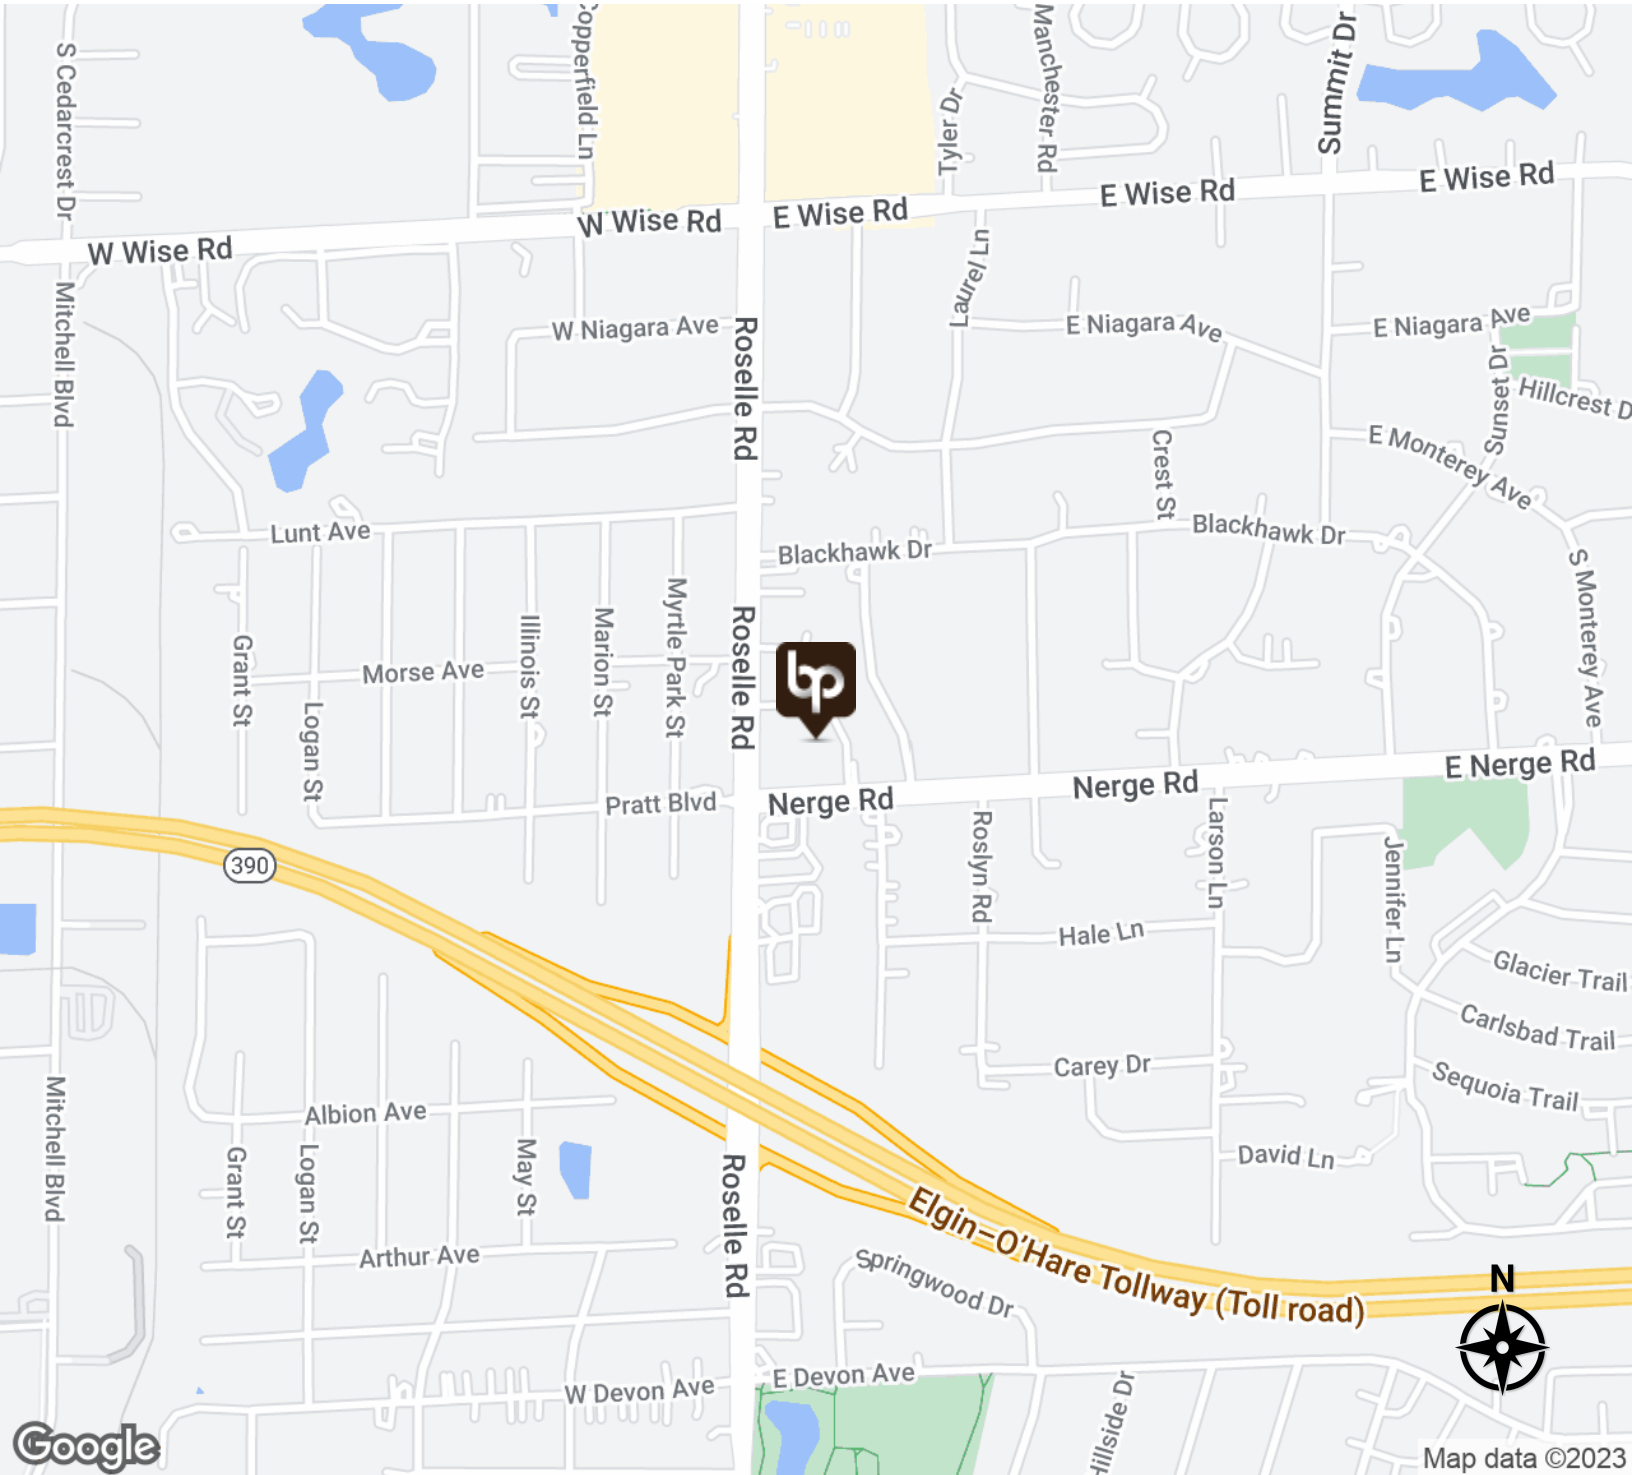 S Cedarcrest Dr
Copperfield Ln
Tyler Dr
Manchester Rd
Summit Dr
W Wise Rd
W Wise Rd
E Wise Rd
E Wise Rd
E Wise Rd
Mitchell Blvd
W Niagara Ave
Roselle Rd
Laurel Ln
E Niagara Ave
E Niagara Ave
Sunset Dr
Hillcrest D
E Monterey Ave
Crest St
Lunt Ave
Blackhawk Dr
Blackhawk Dr
S Monterey Ave
Grant St
Logan St
Morse Ave
Illinois St
Marion St
Myrtle Park St
Roselle Rd
bp
Pratt Blvd
Nerge Rd
Nerge Rd
E Nerge Rd
390
Roslyn Rd
Larson Ln
Jennifer Ln
Hale Ln
Glacier Trail
Carlsbad Trail
Sequoia Trail
Carey Dr
David Ln
Mitchell Blvd
Albion Ave
Grant St
Logan St
May St
Arthur Ave
Roselle Rd
Elgin–O'Hare Tollway (Toll road)
Springwood Dr
N
W Devon Ave
E Devon Ave
Hillside Dr
Google
Map data ©2023